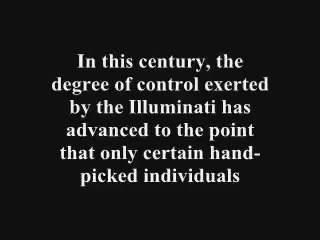 In this century, the
degree of control exerted
by the Illuminati has
advanced to the point
that only certain hand-
picked individuals